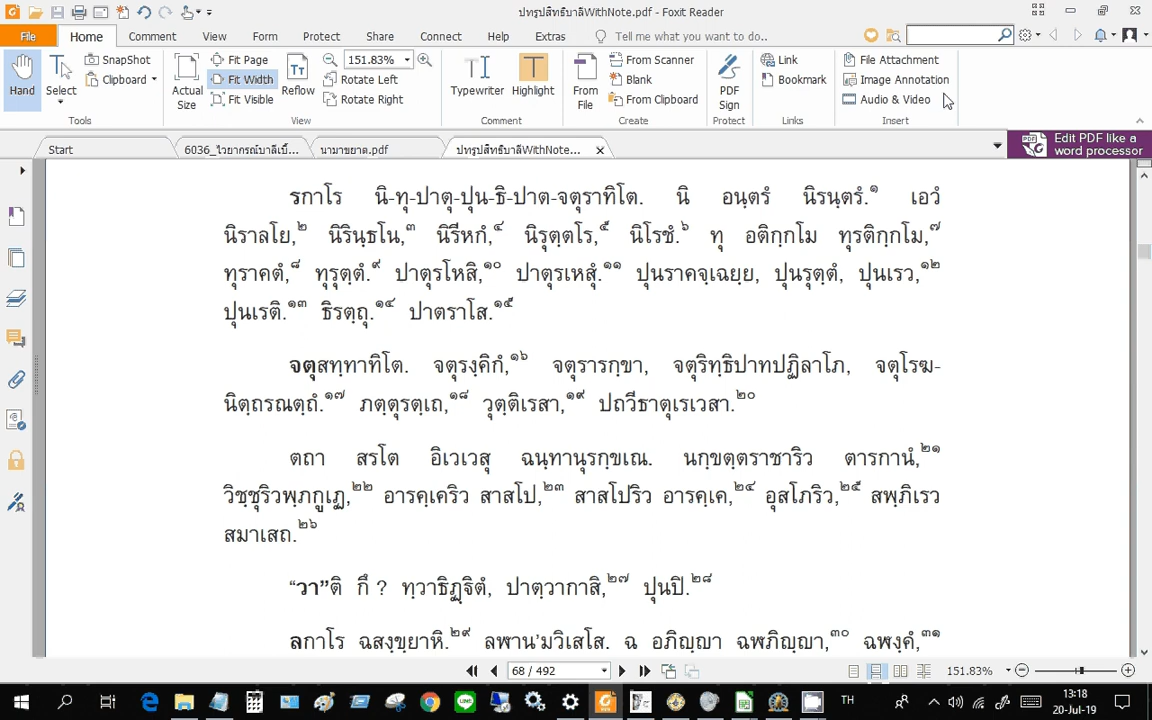 ปทรูปสิทธิบาลีWithNote.pdf - Foxit Reader
File Home Comment View Form Protect Share Connect Help Extras Tell me what you want to do..
SnapShot Fit Page 151.83% From Scanner Link File Attachment
Clipboard Fit Width Rotate Left Blank Bookmark Image Annotation
Fit Visible Rotate Right From Clipboard Audio & Video
Hand Select Actual Size Reflow Typewriter Highlight From File PDF Sign
Tools View Comment Create Protect Links Insert
Start 6036_ไวยากรณ์บาลีเบื้... นามาขยาต.pdf ปทรูปสิทธิบาลีWithNote... Edit PDF like a
word processor
รกาโร นิ-ทุ-ปาตุ-ปุน-ธิ-ปาต-จตุราทิโต. นิ อนฺตรํ นิรนฺตรํ.๑ เอวํ
นิราลโย,๒ นิรินฺธโน,๓ นิรีหกํ,๔ นิรุตฺตโร,๕ นิโรชํ.๖ ทุ อติกฺกโม ทุรติกฺกโม,๗
ทุราคตํ,๘ ทุรุตฺตํ.๙ ปาตุรโหสิ,๑๐ ปาตุรเหสุํ.๑๑ ปุนราคจฺเฉยฺย, ปุนรุตฺตํ, ปุนเรว,๑๒
ปุนเรติ.๑๓ ธิรตฺถุ.๑๔ ปาตราโส.๑๕
จตุสทฺทาทิโต. จตุรงฺคิกํ,๑๖ จตุรารกฺขา, จตุริทฺธิปาทปฏิลาโภ, จตุโรฆ-
นิตฺถรณตฺถํ.๑๗ ภตฺตุรตฺเถ,๑๘ วุตฺติเรสา,๑๙ ปถวีธาตุเรเวสา.๒๐
ตถา สรโต อิเวเวสุ ฉนฺทานุรกฺขเณ. นกฺขตฺตราชาริว ตารกานํ,๒๑
วิชฺชุริวพฺภกูเฏ,๒๒ อารคฺเคริว สาสโป,๒๓ สาสโปริว อารคฺเค,๒๔ อุสโภริว,๒๕ สพฺภิเรว
สมาเสถ.๒๖
“วา”ติ กึ ? ทฺวาธิฏฺฐิตํ, ปาตฺวากาสิ,๒๗ ปุนปิ.๒๘
ลกาโร ฉสงฺขฺยาหิ.๒๙ ลฬาน'มวิเสโส. ฉ อภิญฺญา ฉฬภิญฺญา,๓๐ ฉฬงฺคํ,๓๑
68 / 492 151.83%
TH 13:18
20-Jul-19